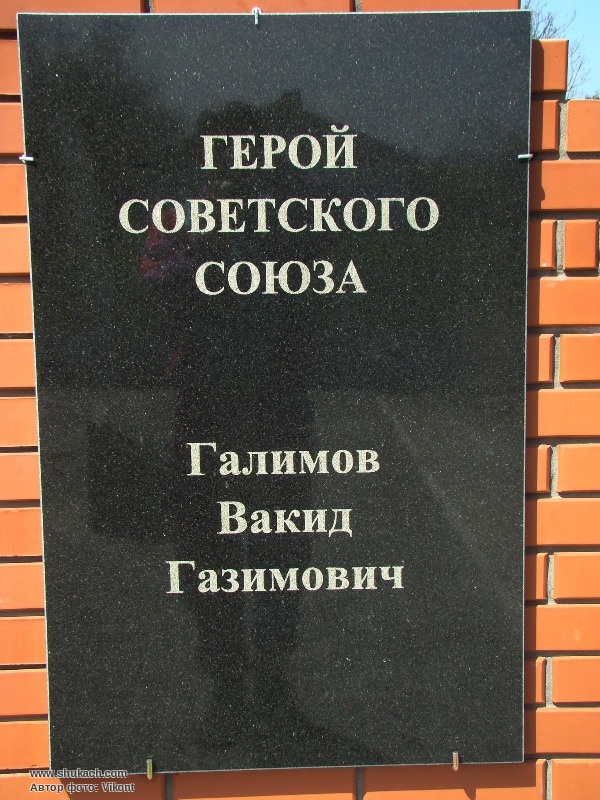 ГЕРОЙ
СОВЕТСКОГО
СОЮЗА
Галимов
Вакид
Газимович
www.shukach.com
Автор фото: Vikont